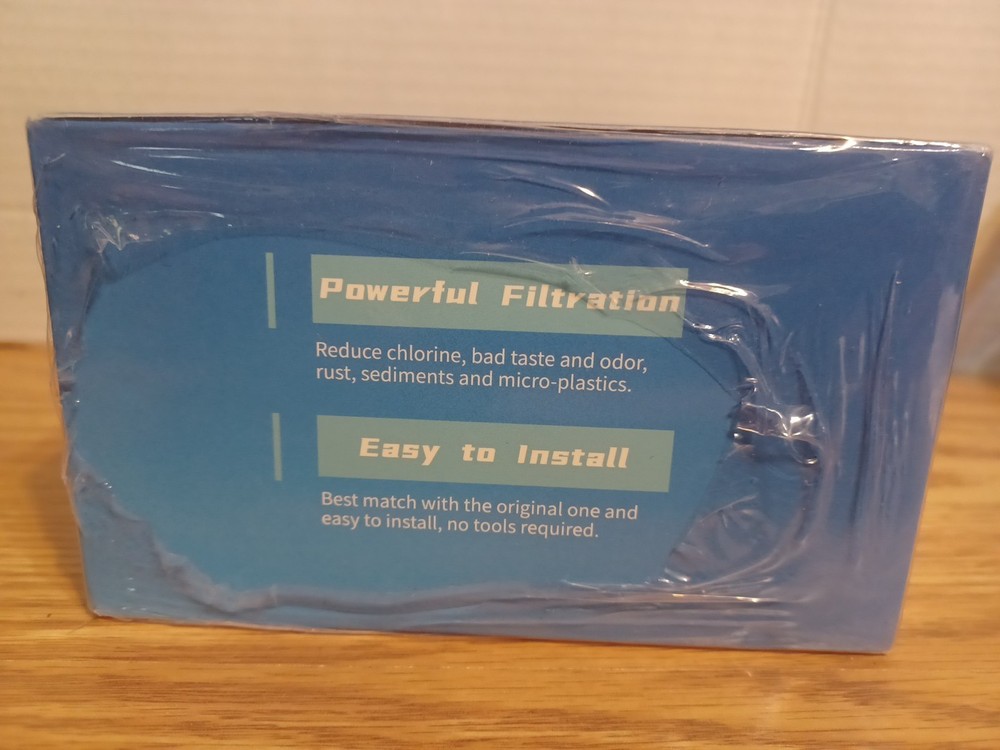 Powerful Filtration
Reduce chlorine, bad taste and odor,
rust, sediments and micro-plastics.
Easy to Install
Best match with the original one and
easy to install, no tools required.